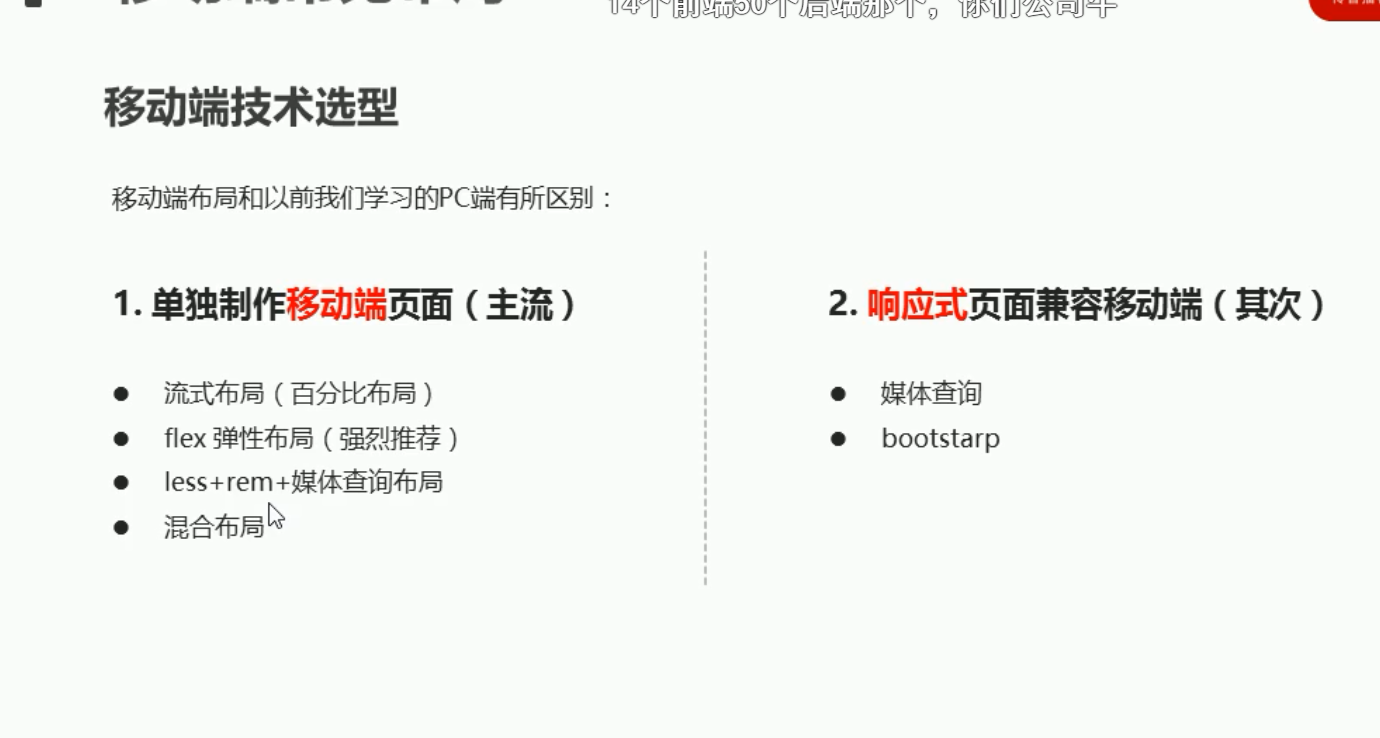 14个前端50个后端那个，你们公司牛
移动端技术选型
移动端布局和以前我们学习的PC端有所区别：
1. 单独制作移动端页面（主流）
● 流式布局（百分比布局）
● flex 弹性布局（强烈推荐）
● less+rem+媒体查询布局
● 混合布局
2. 响应式页面兼容移动端（其次）
● 媒体查询
● bootstarp